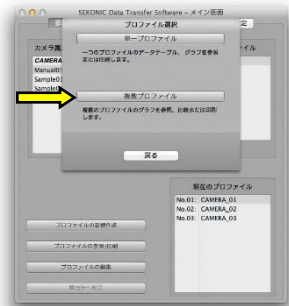 SEKONIC Data Transfer Software – メイン画面
プロファイル選択
単一プロファイル
一つのプロファイルのデータテーブル、グラフを参照
または印刷します。
カメラ露
イル
CAMERA
Manual03
Sample0
Sample0
複数プロファイル
複数のプロファイルのグラフを参照、比較または印刷
します。
戻る
現在のプロファイル
No.01: CAMERA_01
No.02: CAMERA_02
No.03: CAMERA_03
プロファイルの新規作成
プロファイルの参照/印刷
プロファイルの編集